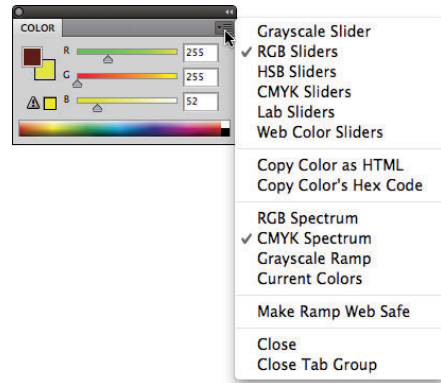 COLOR
R 255
G 255
B 52
Grayscale Slider
✓ RGB Sliders
HSB Sliders
CMYK Sliders
Lab Sliders
Web Color Sliders
Copy Color as HTML
Copy Color's Hex Code
RGB Spectrum
✓ CMYK Spectrum
Grayscale Ramp
Current Colors
Make Ramp Web Safe
Close
Close Tab Group